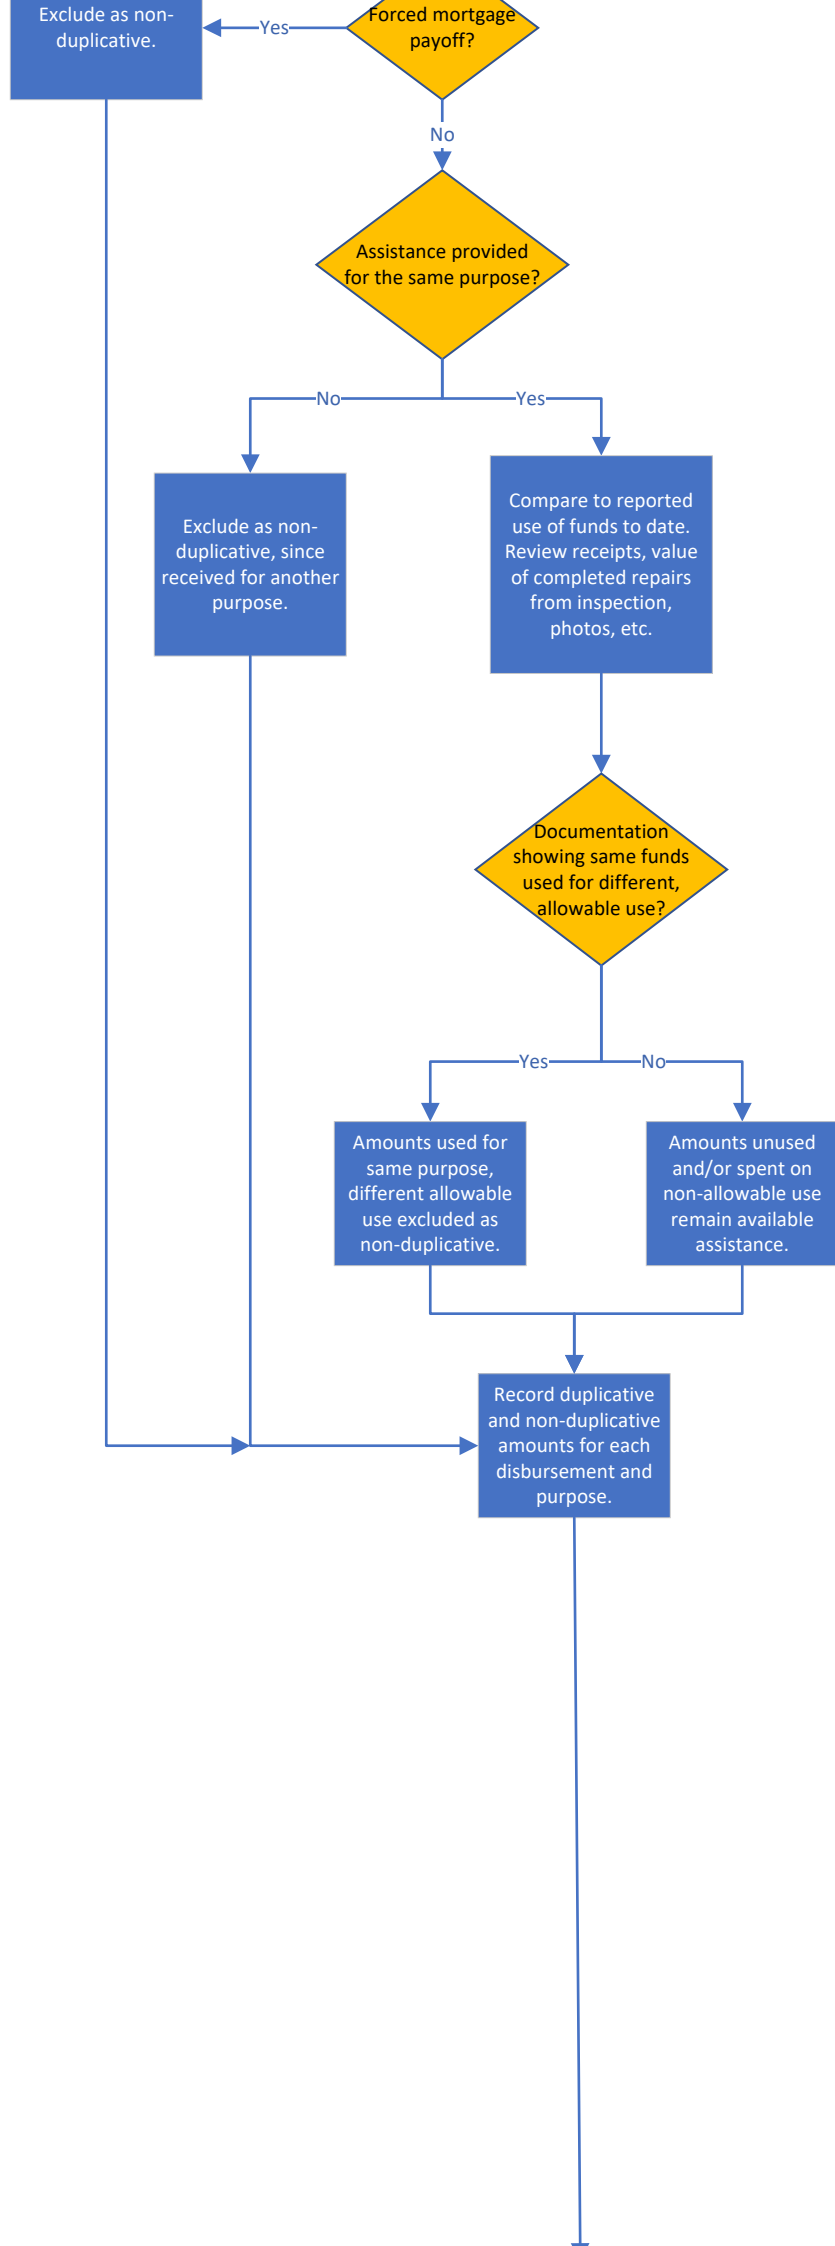 Exclude as non-
duplicative.
Yes
Forced mortgage
payoff?
No
Assistance provided
for the same purpose?
No
Yes
Exclude as non-
duplicative, since
received for another
purpose.
Compare to reported
use of funds to date.
Review receipts, value
of completed repairs
from inspection,
photos, etc.
Documentation
showing same funds
used for different,
allowable use?
Yes
No
Amounts used for
same purpose,
different allowable
use excluded as
non-duplicative.
Amounts unused
and/or spent on
non-allowable use
remain available
assistance.
Record duplicative
and non-duplicative
amounts for each
disbursement and
purpose.